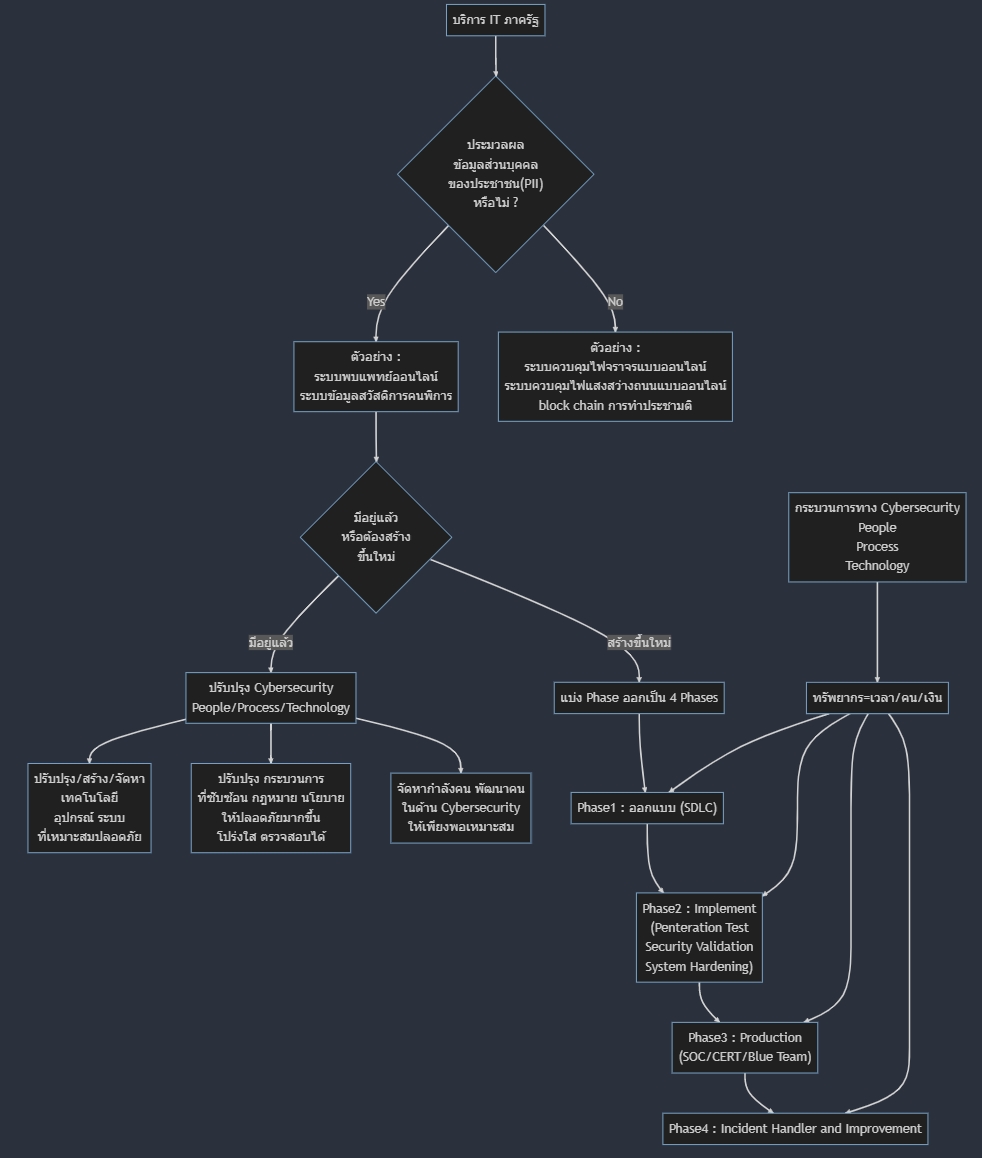 บริการ IT ภาครัฐ
ประมวลผล
ข้อมูลส่วนบุคคล
ของประชาชน(PII)
หรือไม่ ?
Yes
No
ตัวอย่าง :
ระบบพบแพทย์ออนไลน์
ระบบข้อมูลสวัสดิการคนพิการ
ตัวอย่าง :
ระบบควบคุมไฟจราจรแบบออนไลน์
ระบบควบคุมไฟแสงสว่างถนนแบบออนไลน์
block chain การทำประชามติ
มีอยู่แล้ว
หรือต้องสร้าง
ขึ้นใหม่
กระบวนการทาง Cybersecurity
People
Process
Technology
มีอยู่แล้ว
สร้างขึ้นใหม่
ปรับปรุง Cybersecurity
People/Process/Technology
แบ่ง Phase ออกเป็น 4 Phases
ทรัพยากร=เวลา/คน/เงิน
ปรับปรุง/สร้าง/จัดหา
เทคโนโลยี
อุปกรณ์ ระบบ
ที่เหมาะสมปลอดภัย
ปรับปรุง กระบวนการ
ที่ซับซ้อน กฎหมาย นโยบาย
ให้ปลอดภัยมากขึ้น
โปร่งใส ตรวจสอบได้
จัดหากำลังคน พัฒนาคน
ในด้าน Cybersecurity
ให้เพียงพอเหมาะสม
Phase1 : ออกแบบ (SDLC)
Phase2 : Implement
(Penteration Test
Security Validation
System Hardening)
Phase3 : Production
(SOC/CERT/Blue Team)
Phase4 : Incident Handler and Improvement